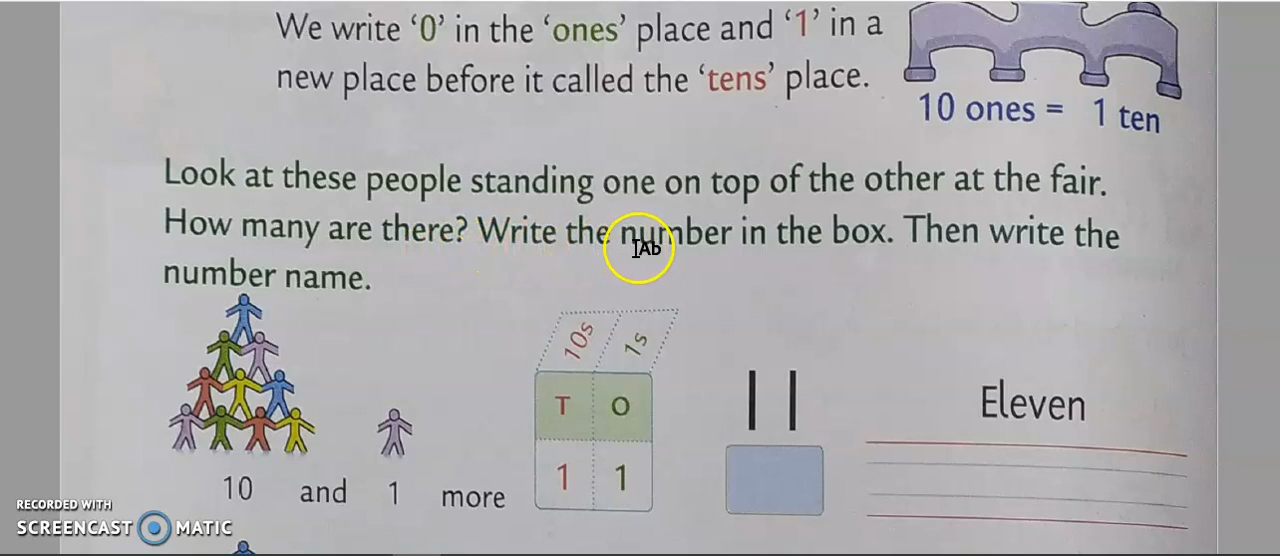 We write ‘0’ in the ‘ones’ place and ‘1’ in a
new place before it called the ‘tens’ place.
10 ones = 1 ten
Look at these people standing one on top of the other at the fair.
How many are there? Write the number in the box. Then write the
number name.
10s 1s
T O
1 1
11
Eleven
10 and 1 more
Ab
RECORDED WITH
SCREENCAST MATIC